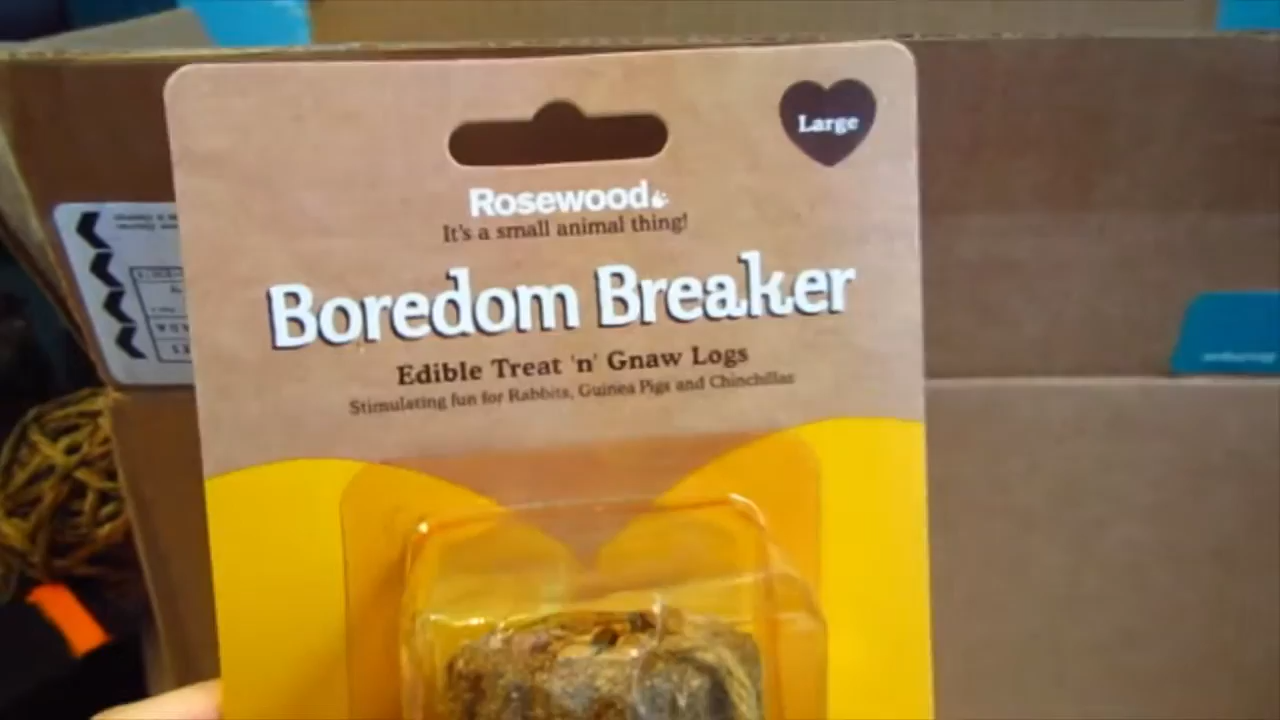 Large
Rosewood
It's a small animal thing!
Boredom Breaker
Edible Treat 'n' Gnaw Logs
Stimulating fun for Rabbits, Guinea Pigs and Chinchillas